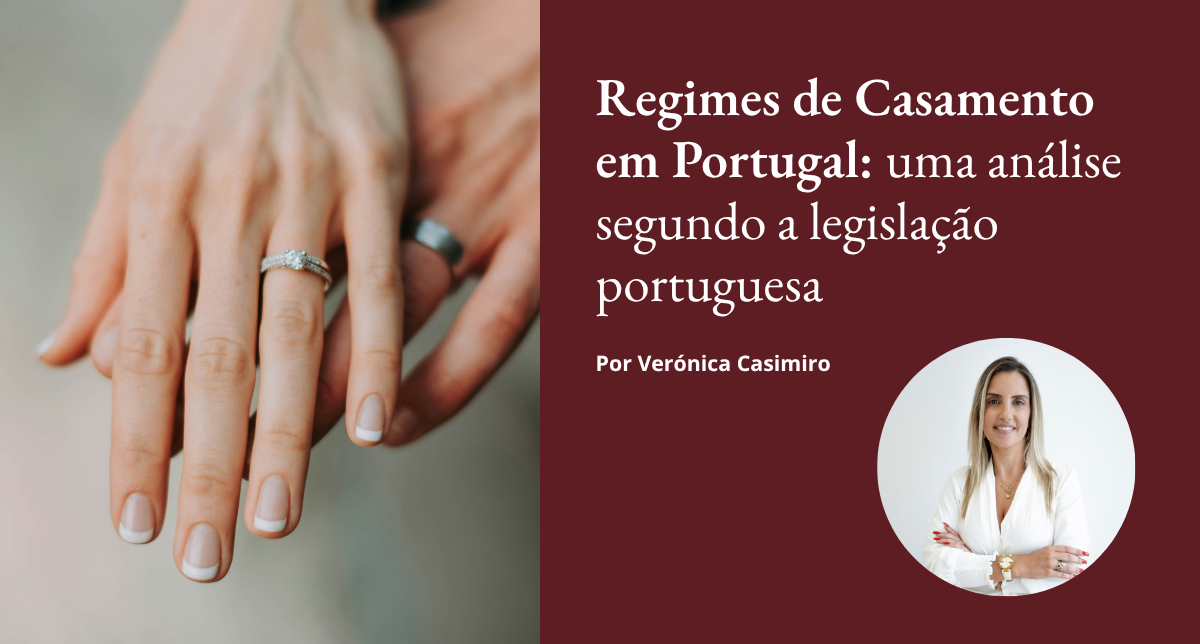 Regimes de Casamento
em Portugal: uma análise
segundo a legislação
portuguesa
Por Verónica Casimiro